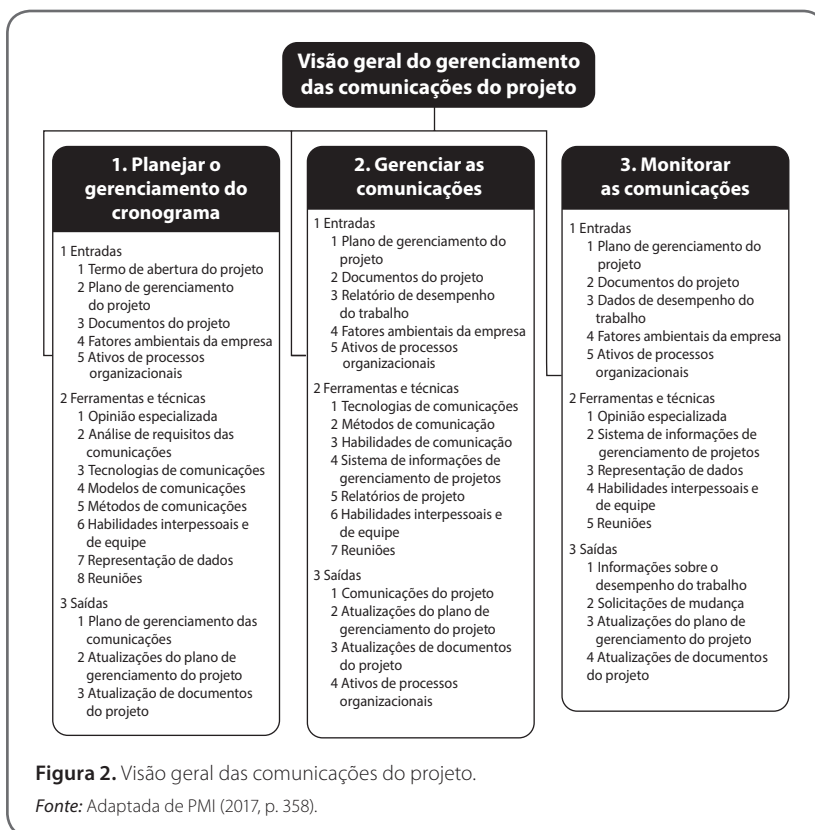 Visão geral do gerenciamento
das comunicações do projeto
1. Planejar o
gerenciamento do
cronograma
1 Entradas
1 Termo de abertura do projeto
2 Plano de gerenciamento
do projeto
3 Documentos do projeto
4 Fatores ambientais da empresa
5 Ativos de processos
organizacionais
2 Ferramentas e técnicas
1 Opinião especializada
2 Análise de requisitos das
comunicações
3 Tecnologias de comunicações
4 Modelos de comunicações
5 Métodos de comunicações
6 Habilidades interpessoais e
de equipe
7 Representação de dados
8 Reuniões
3 Saídas
1 Plano de gerenciamento das
comunicações
2 Atualizações do plano de
gerenciamento do projeto
3 Atualização de documentos
do projeto
2. Gerenciar as
comunicações
1 Entradas
1 Plano de gerenciamento do
projeto
2 Documentos do projeto
3 Relatório de desempenho
do trabalho
4 Fatores ambientais da empresa
5 Ativos de processos
organizacionais
2 Ferramentas e técnicas
1 Tecnologias de comunicações
2 Métodos de comunicação
3 Habilidades de comunicação
4 Sistema de informações de
gerenciamento de projetos
5 Relatórios de projeto
6 Habilidades interpessoais e
de equipe
7 Reuniões
3 Saídas
1 Comunicações do projeto
2 Atualizações do plano de
gerenciamento do projeto
3 Atualizações de documentos
do projeto
4 Ativos de processos
organizacionais
3. Monitorar
as comunicações
1 Entradas
1 Plano de gerenciamento do
projeto
2 Documentos do projeto
3 Dados de desempenho do
trabalho
4 Fatores ambientais da empresa
5 Ativos de processos
organizacionais
2 Ferramentas e técnicas
1 Opinião especializada
2 Sistema de informações de
gerenciamento de projetos
3 Representação de dados
4 Habilidades interpessoais e
de equipe
5 Reuniões
3 Saídas
1 Informações sobre o
desempenho do trabalho
2 Solicitações de mudança
3 Atualizações do plano de
gerenciamento do projeto
4 Atualizações de documentos
do projeto
Figura 2. Visão geral das comunicações do projeto.
Fonte: Adaptada de PMI (2017, p. 358).